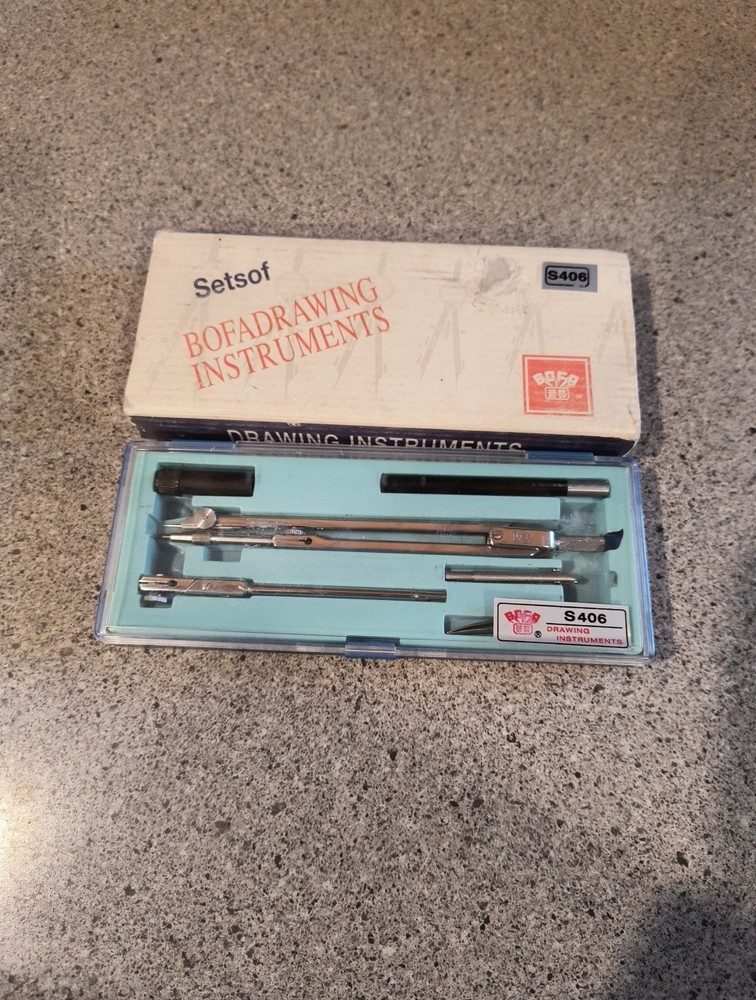 Setsof
S406
BOFADRAWING
INSTRUMENTS
BOFA
DRAWING INSTRUMENTS
BOFA
S406
DRAWING
INSTRUMENTS